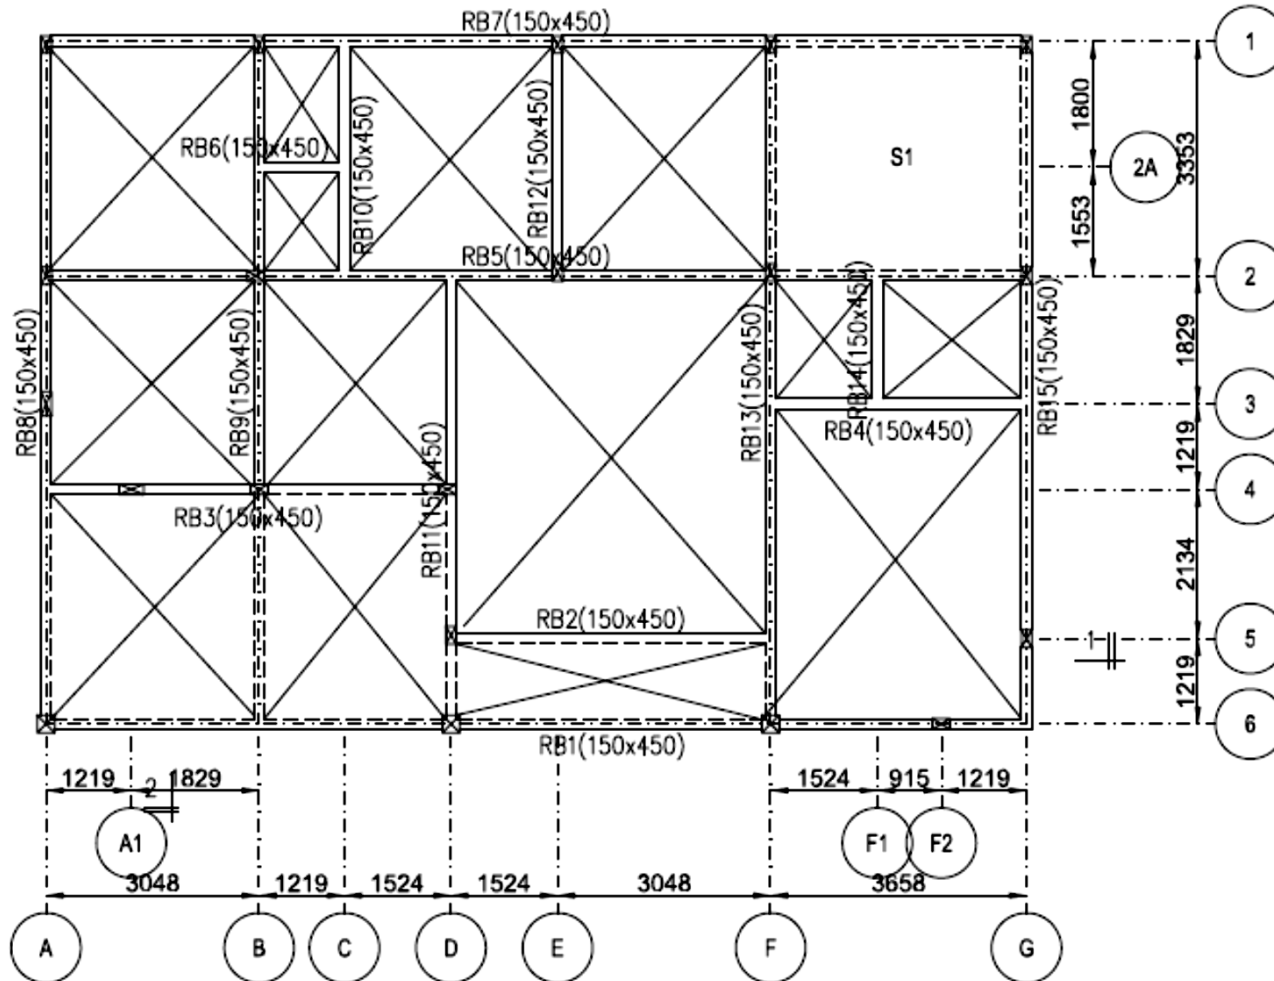 RB7(150x450)
1
RB6(150x450)
RB10(150x450)
RB12(150x450)
S1
1800
2A
3353
1553
RB5(150x450)
2
RB8(150x450)
RB9(150x450)
RB13(150x450)
RB14(150x450)
RB15(150x450)
1829
3
RB4(150x450)
1219
RB11(150x450)
4
RB3(150x450)
2134
RB2(150x450)
1
5
1219
RB1(150x450)
6
1219
2
1829
1524
915
1219
A1
F1
F2
3048
1219
1524
1524
3048
3658
A
B
C
D
E
F
G